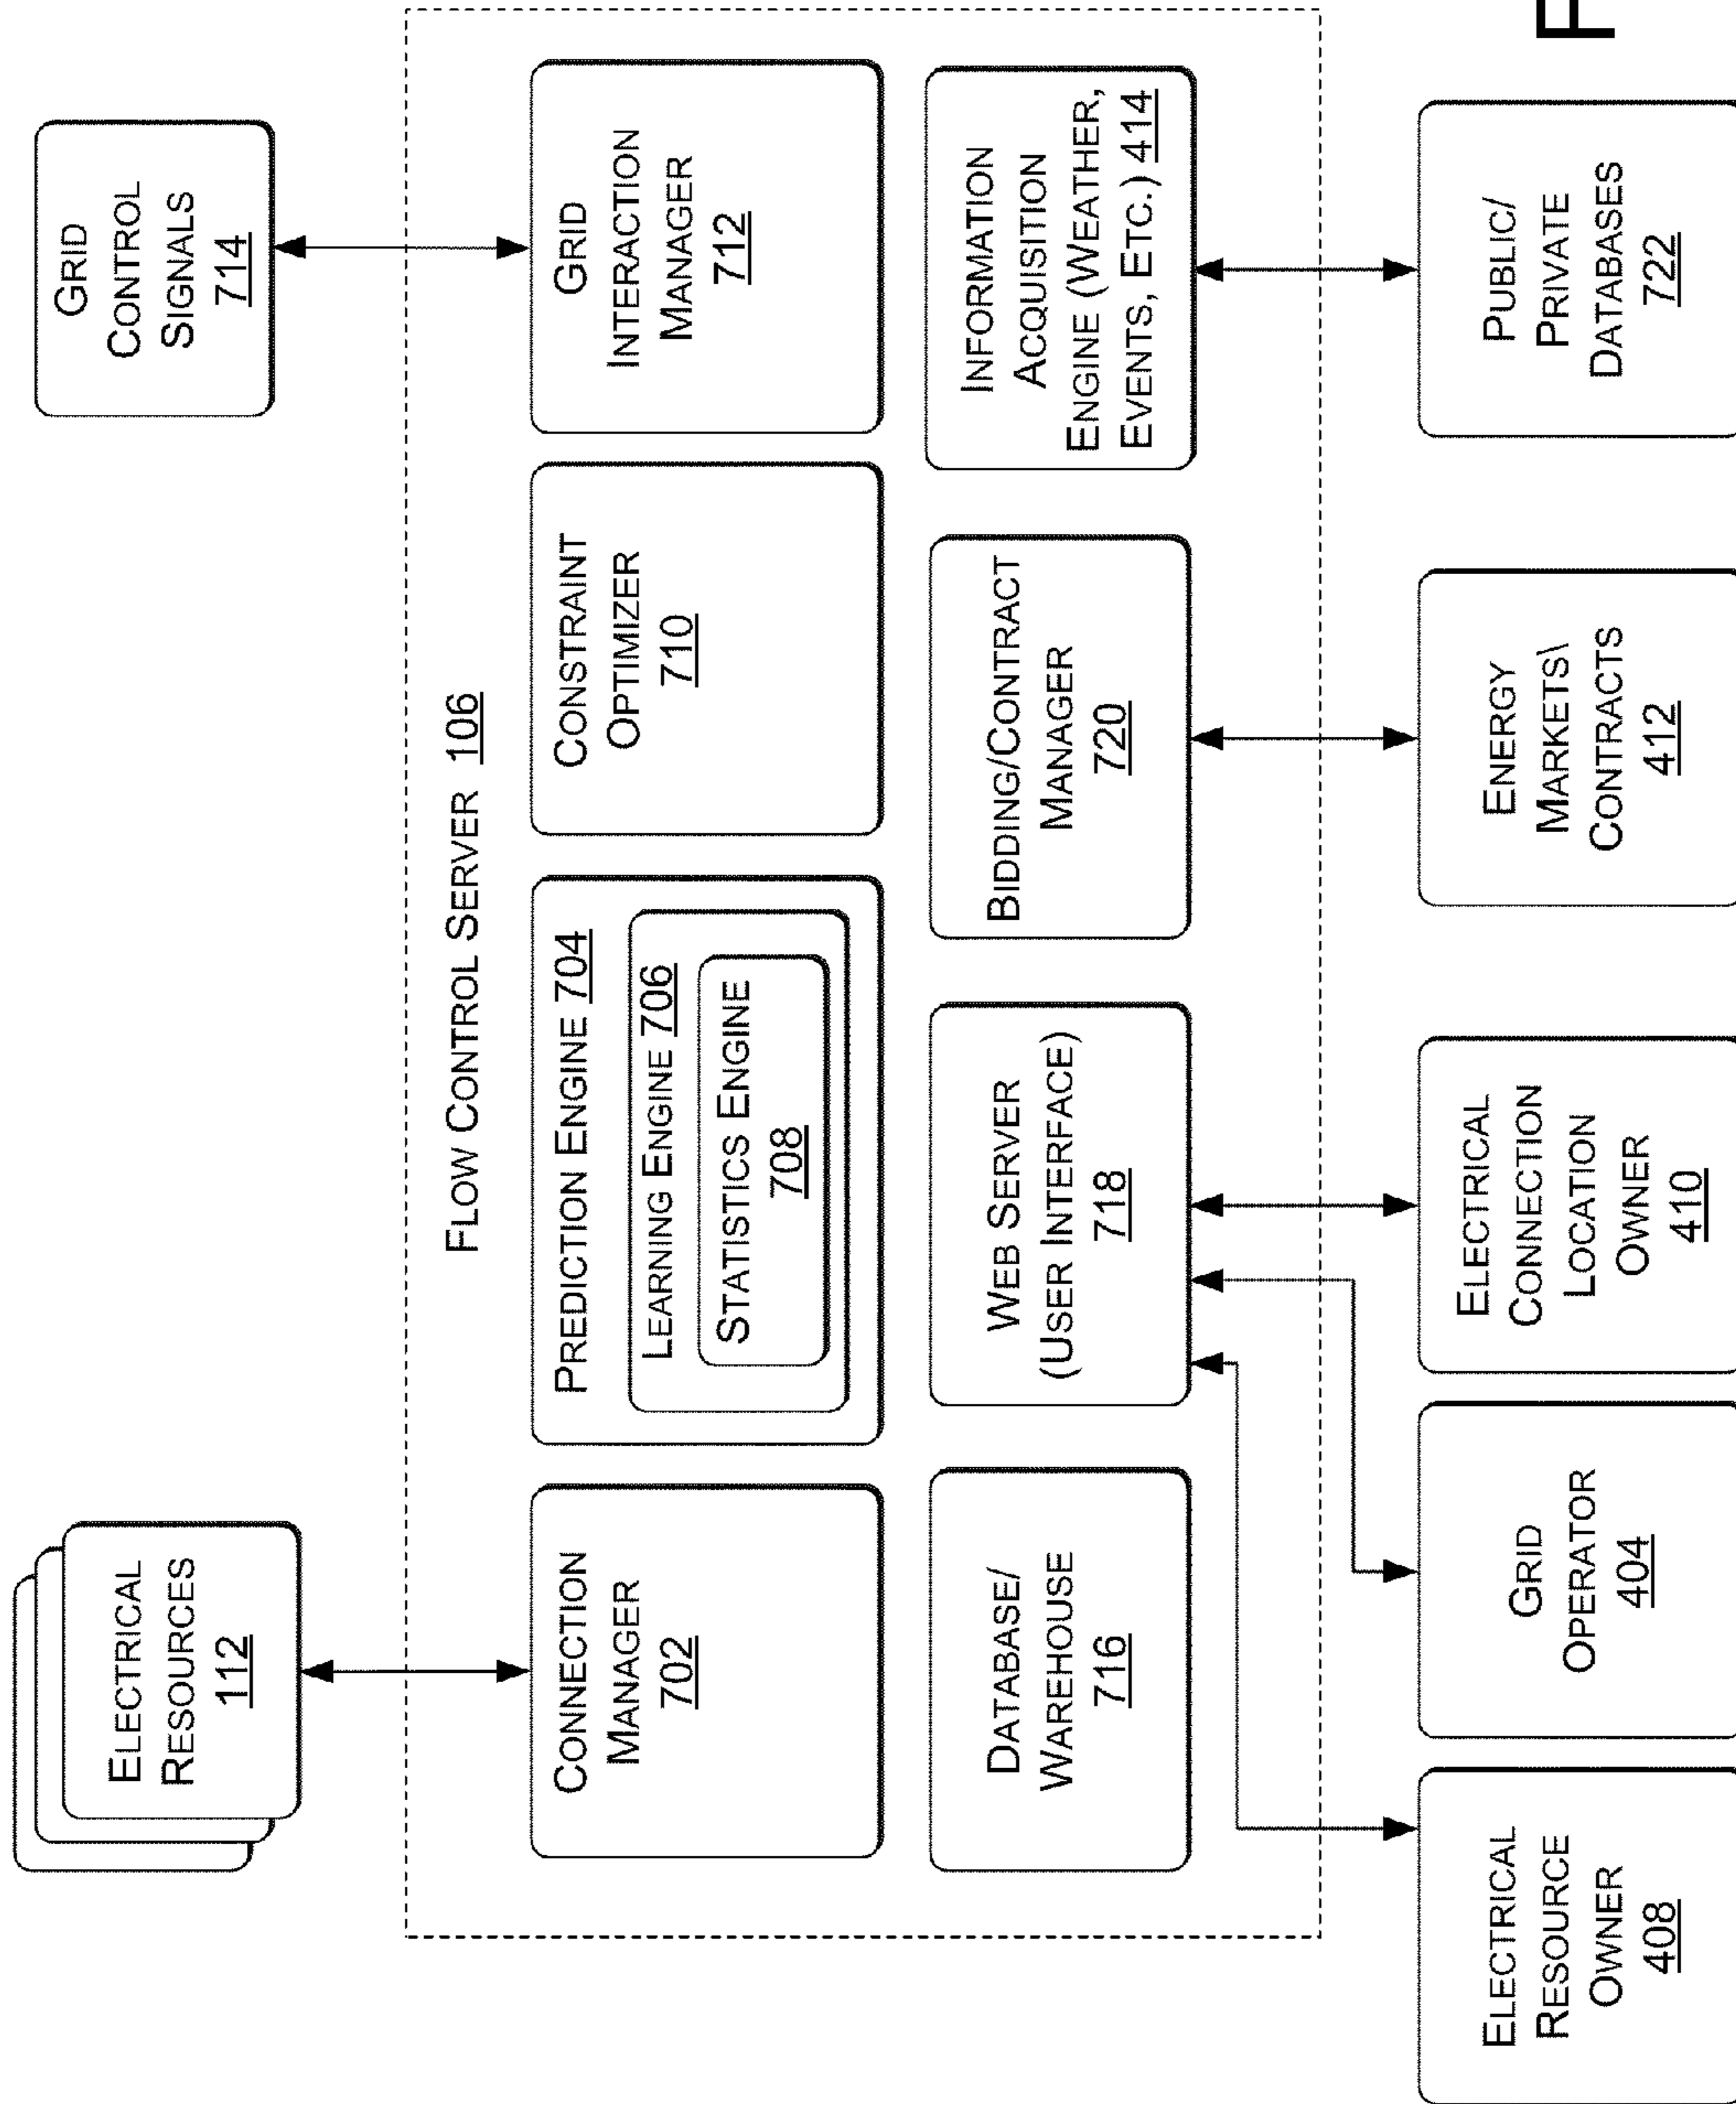 ELECTRICAL
RESOURCES
112
GRID
CONTROL
SIGNALS
714
FLOW CONTROL SERVER 106
CONNECTION
MANAGER
702
PREDICTION ENGINE 704
LEARNING ENGINE 706
STATISTICS ENGINE
708
CONSTRAINT
OPTIMIZER
710
GRID
INTERACTION
MANAGER
712
DATABASE/
WAREHOUSE
716
WEB SERVER
(USER INTERFACE)
718
BIDDING/CONTRACT
MANAGER
720
INFORMATION
ACQUISITION
ENGINE (WEATHER,
EVENTS, ETC.) 414
ELECTRICAL
RESOURCE
OWNER
408
GRID
OPERATOR
404
ELECTRICAL
CONNECTION
LOCATION
OWNER
410
ENERGY
MARKETS\
CONTRACTS
412
PUBLIC/
PRIVATE
DATABASES
722